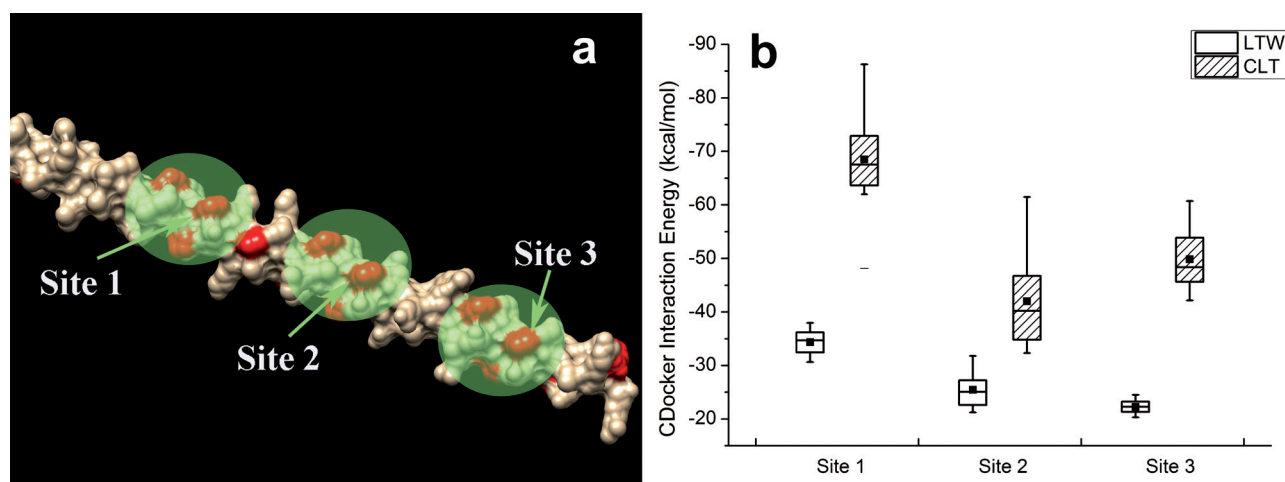 a
Site 1
Site 2
Site 3
b
LTW
CLT
CDocker Interaction Energy (kcal/mol)
-90
-80
-70
-60
-50
-40
-30
-20
Site 1 Site 2 Site 3